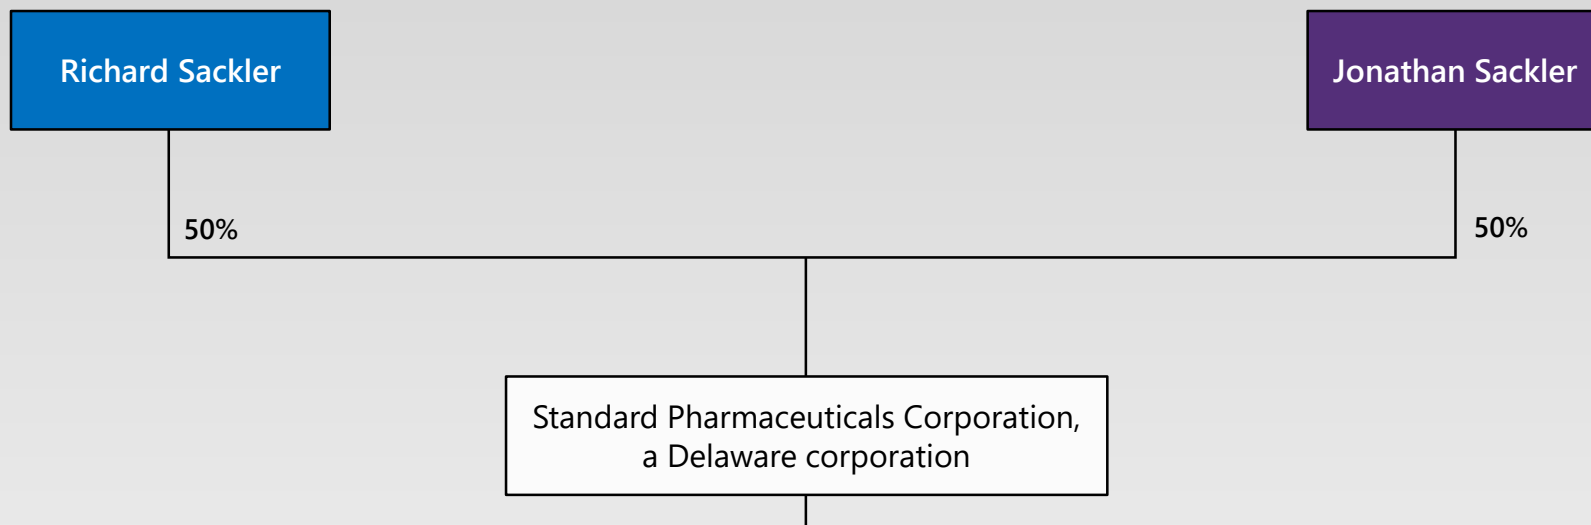 Richard Sackler
Jonathan Sackler
50%
50%
Standard Pharmaceuticals Corporation,
a Delaware corporation